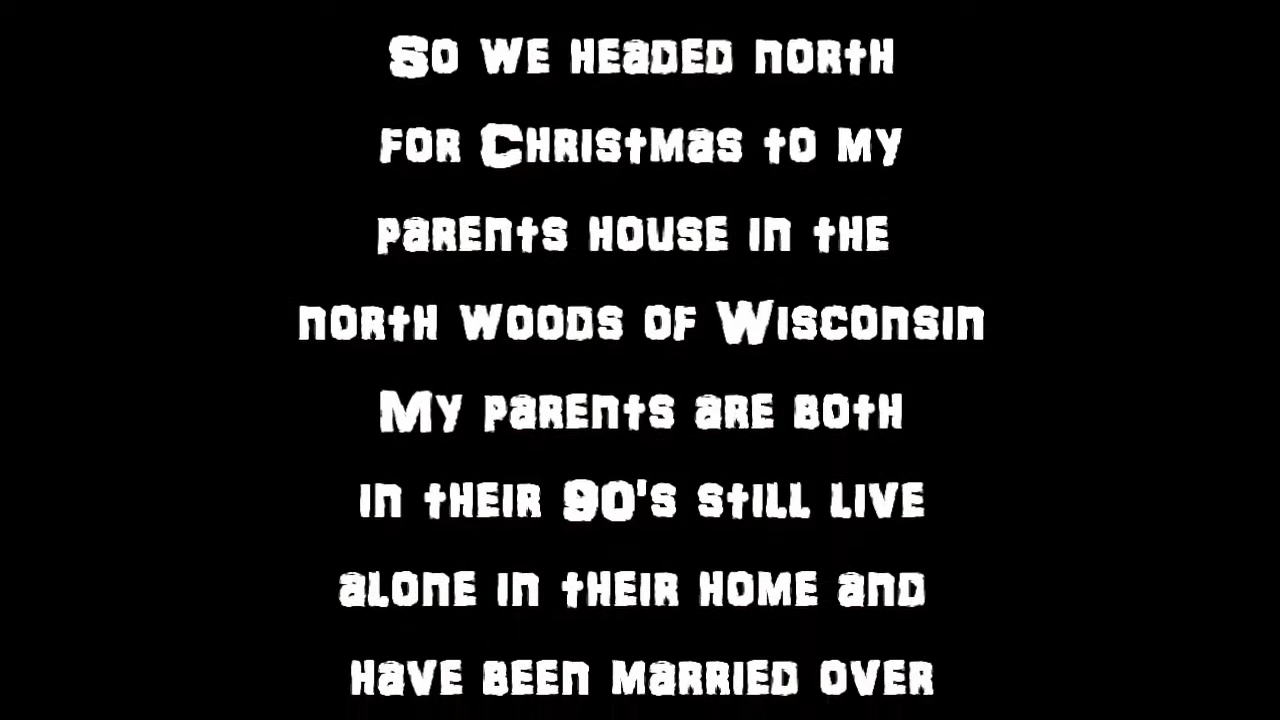 So we headed north
for Christmas to my
parents house in the
north woods of Wisconsin
My parents are both
in their 90's still live
alone in their home and
have been married over